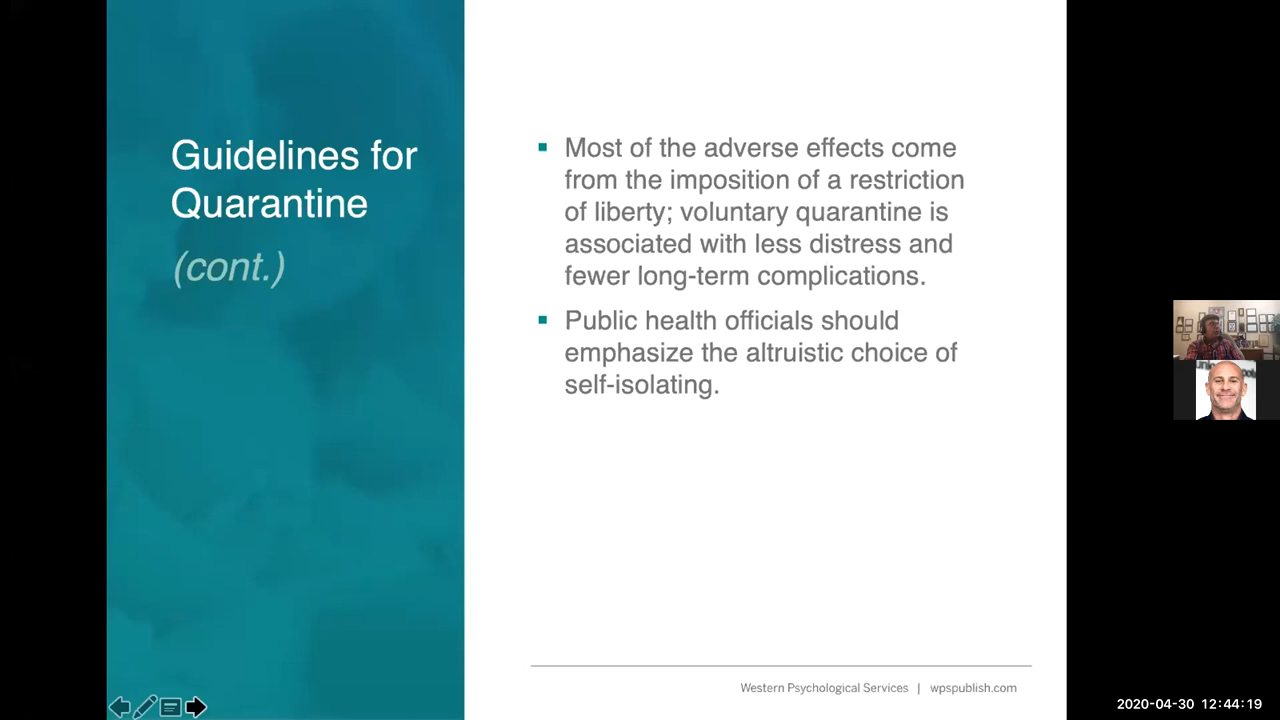 Guidelines for
Quarantine
(cont.)
▪ Most of the adverse effects come
from the imposition of a restriction
of liberty; voluntary quarantine is
associated with less distress and
fewer long-term complications.
▪ Public health officials should
emphasize the altruistic choice of
self-isolating.
Western Psychological Services | wpspublish.com
2020-04-30 12:44:19